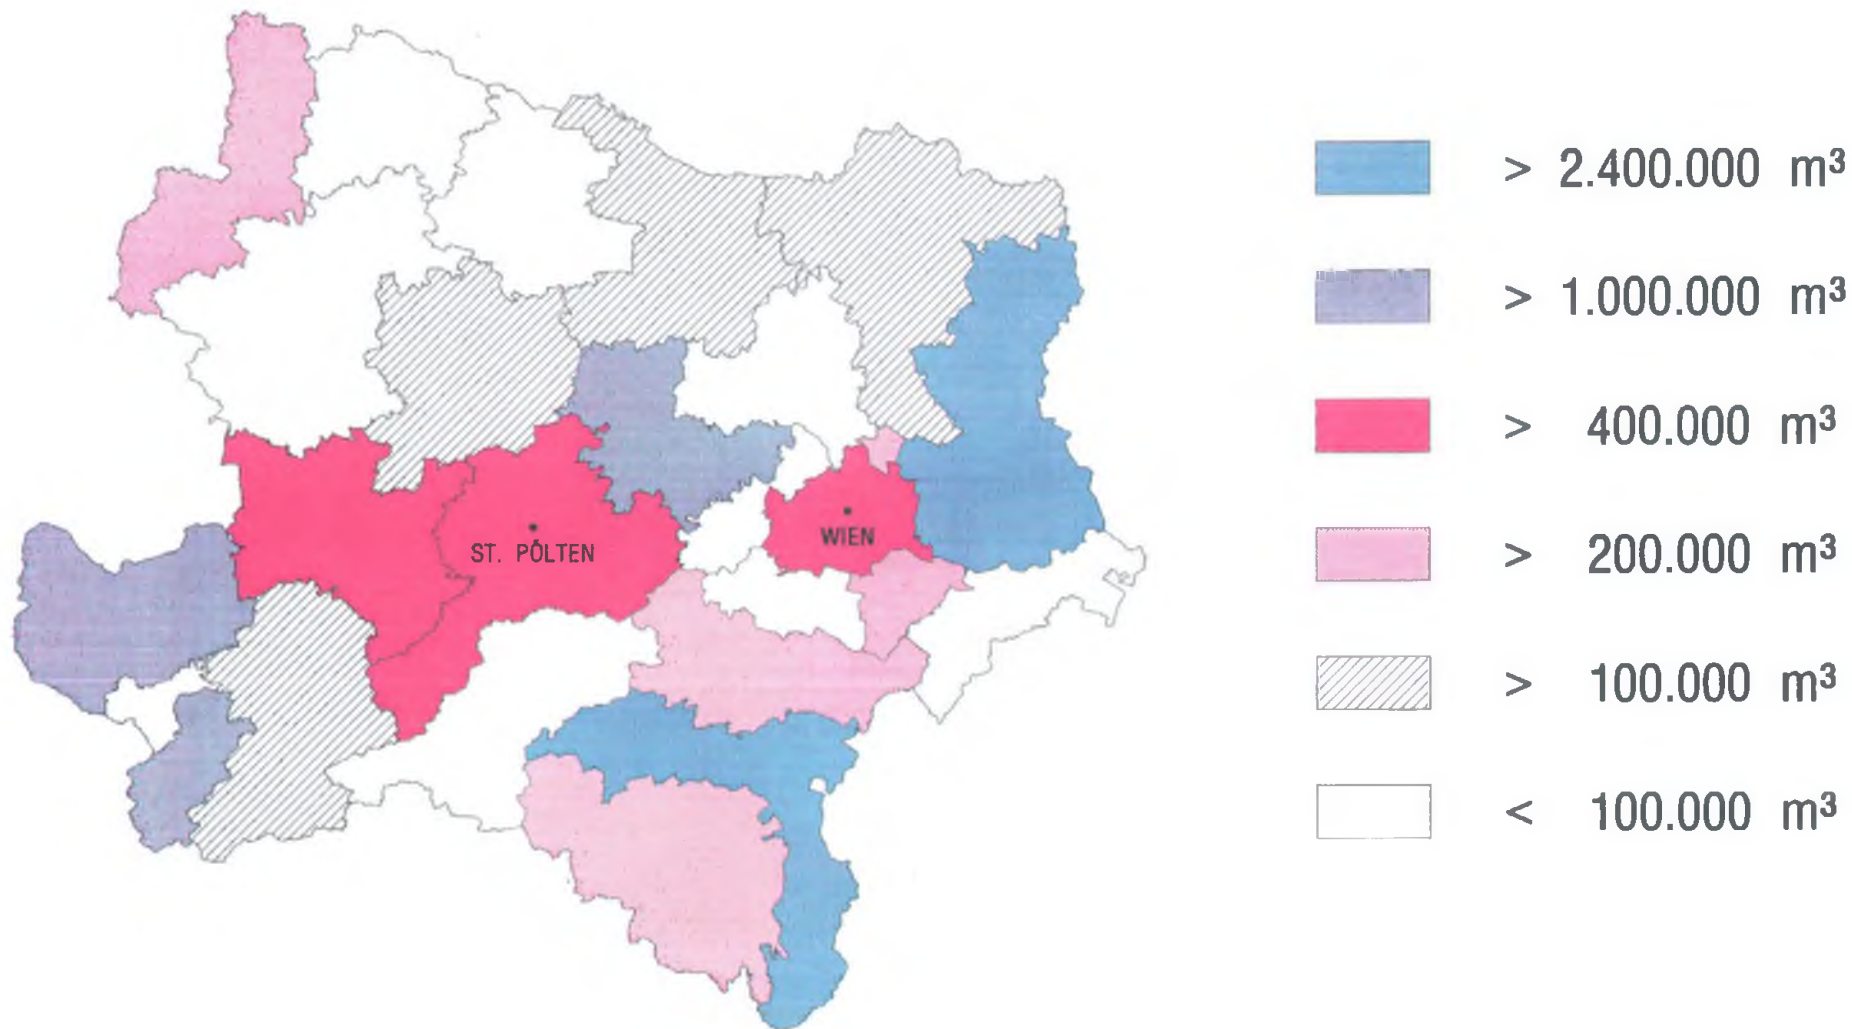 > 2.400.000 m³
> 1.000.000 m³
> 400.000 m³
> 200.000 m³
> 100.000 m³
< 100.000 m³
ST. PÖLTEN
WIEN